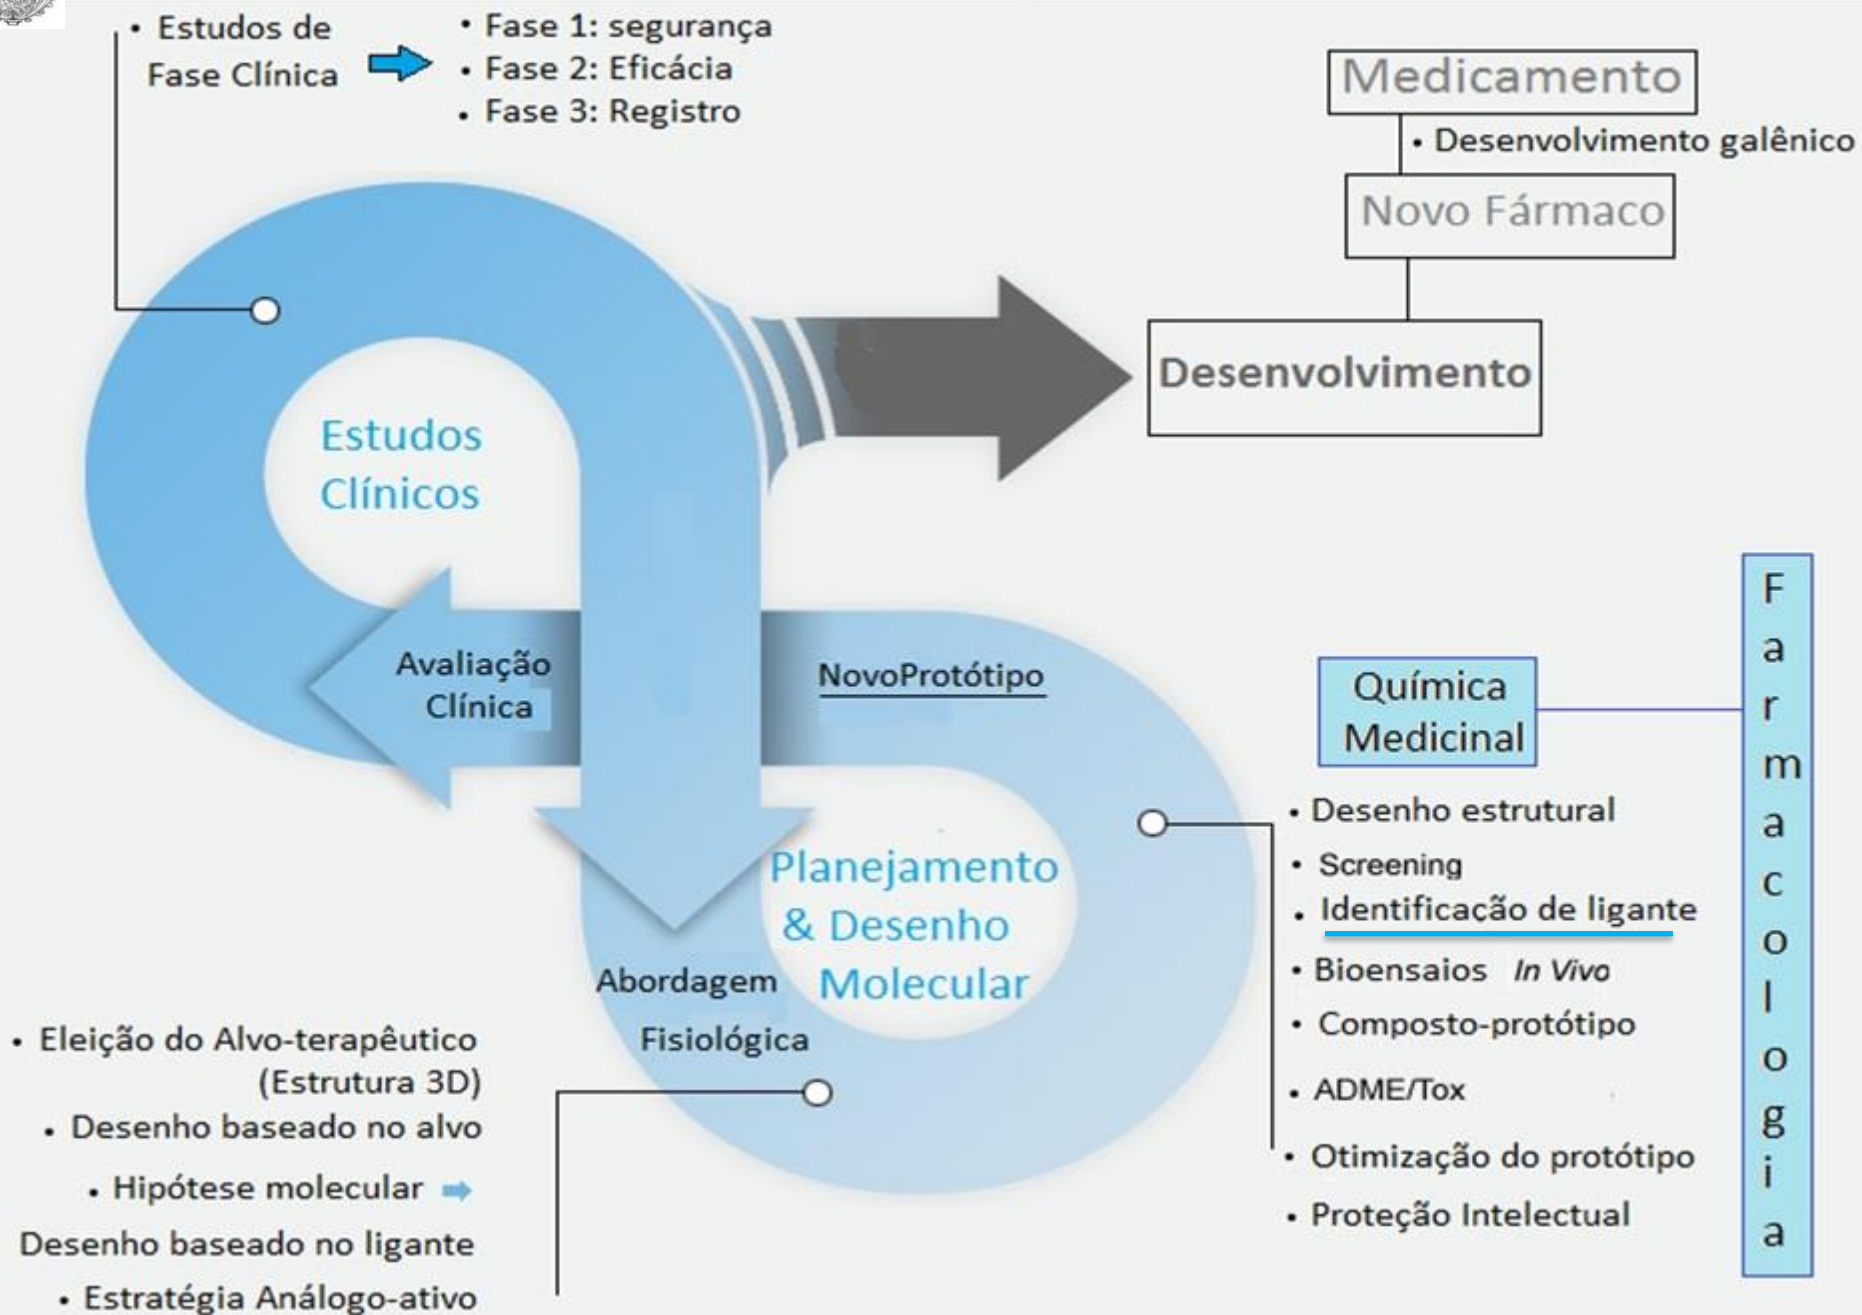 • Estudos de
Fase Clínica
• Fase 1: segurança
• Fase 2: Eficácia
• Fase 3: Registro
Medicamento
• Desenvolvimento galênico
Novo Fármaco
Desenvolvimento
Estudos
Clínicos
Avaliação
Clínica
NovoProtótipo
Química
Medicinal
Farmacologia
Planejamento
& Desenho
Molecular
• Desenho estrutural
• Screening
• Identificação de ligante
• Bioensaios In Vivo
• Composto-protótipo
• ADME/Tox
• Otimização do protótipo
• Proteção Intelectual
Abordagem
Fisiológica
• Eleição do Alvo-terapêutico
(Estrutura 3D)
• Desenho baseado no alvo
• Hipótese molecular
Desenho baseado no ligante
• Estratégia Análogo-ativo